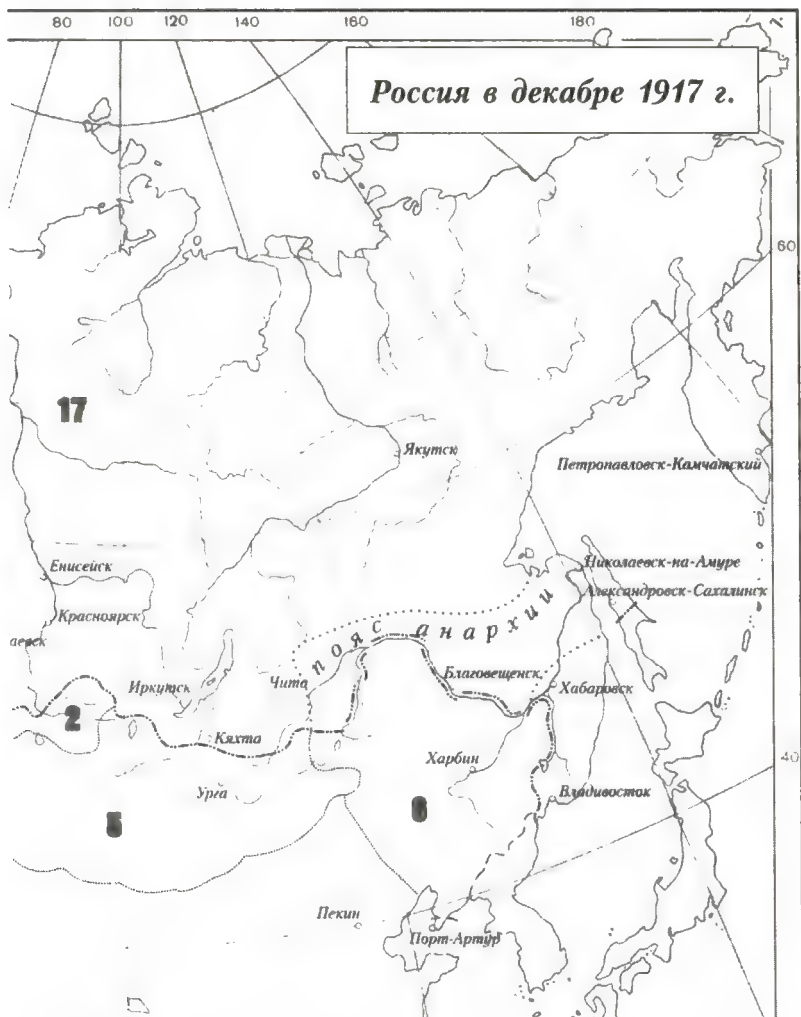 80 100 120 140 160 180
Россия в декабре 1917 г.
60
17
Якутск
Петропавловск-Камчатский
Енисейск
Николаевск-на-Амуре
Александровск-Сахалинск
Красноярск
аевск
пояс анархии
Благовещенск
Иркутск
Чита
Хабаровск
2
Кяхта
Харбин
40
Урга
6
Владивосток
5
Пекин
Порт-Артур